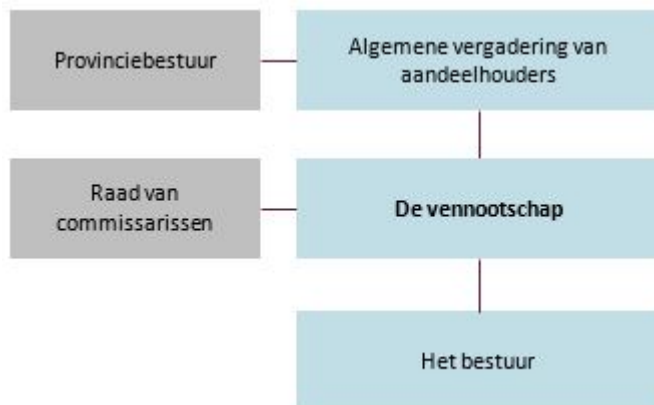 Provinciebestuur
Algemene vergadering van
aandeelhouders
Raad van
commissarissen
De vennootschap
Het bestuur